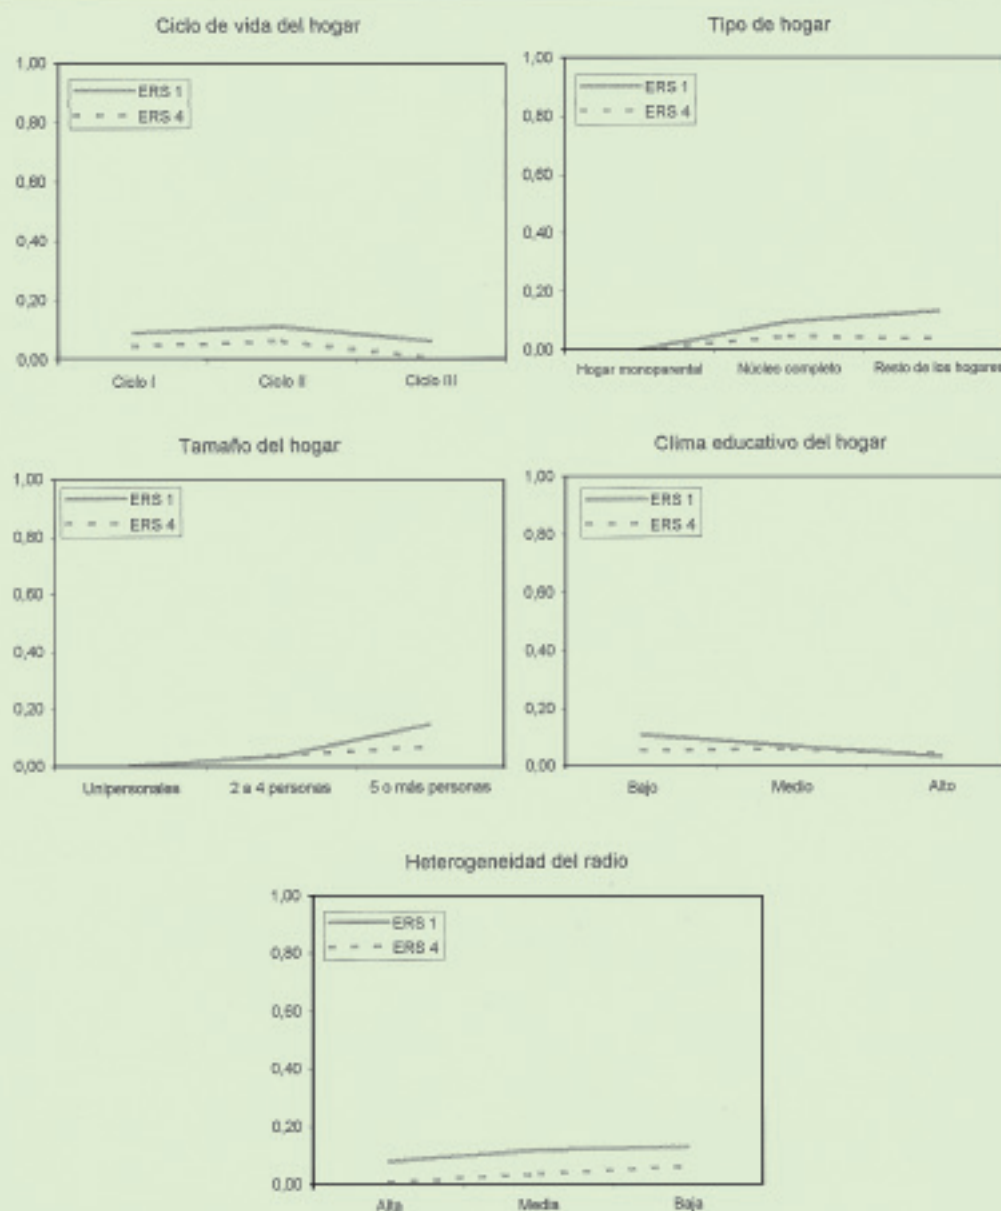 Ciclo de vida del hogar
1,00
0,80
0,60
0,40
0,20
0,00
ERS 1
ERS 4
Ciclo I Ciclo II Ciclo III
Tipo de hogar
1,00
0,80
0,60
0,40
0,20
0,00
ERS 1
ERS 4
Hogar monoparental Núcleo completo Resto de los hogares
Tamaño del hogar
1,00
0,80
0,60
0,40
0,20
0,00
ERS 1
ERS 4
Unipersonales 2 a 4 personas 5 o más personas
Clima educativo del hogar
1,00
0,80
0,60
0,40
0,20
0,00
ERS 1
ERS 4
Bajo Medio Alto
Heterogeneidad del radio
1,00
0,80
0,60
0,40
0,20
0,00
ERS 1
ERS 4
Alta Media Baja